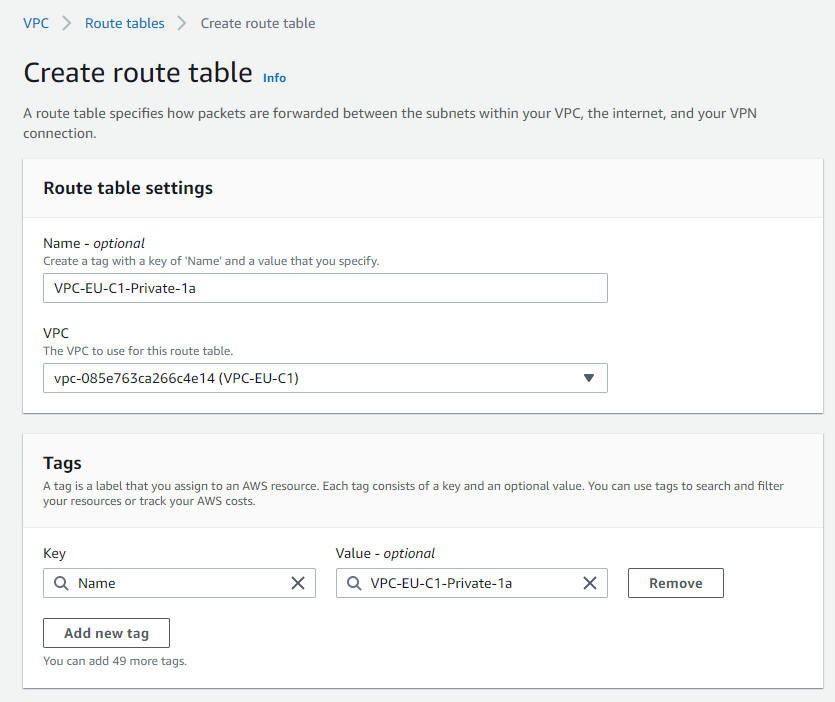 VPC > Route tables > Create route table
Create route table Info
A route table specifies how packets are forwarded between the subnets within your VPC, the internet, and your VPN
connection.
Route table settings
Name - optional
Create a tag with a key of 'Name' and a value that you specify.
VPC-EU-C1-Private-1a
VPC
The VPC to use for this route table.
vpc-085e763ca266c4e14 (VPC-EU-C1)
Tags
A tag is a label that you assign to an AWS resource. Each tag consists of a key and an optional value. You can use tags to search and filter
your resources or track your AWS costs.
Key Value - optional
Name VPC-EU-C1-Private-1a Remove
Add new tag
You can add 49 more tags.